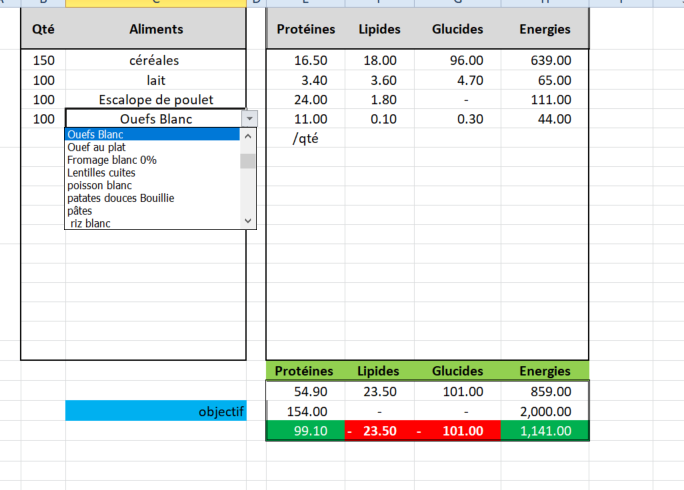 Qté Aliments Protéines Lipides Glucides Energies
150 céréales 16.50 18.00 96.00 639.00
100 lait 3.40 3.60 4.70 65.00
100 Escalope de poulet 24.00 1.80 - 111.00
100 Ouefs Blanc 11.00 0.10 0.30 44.00
/qté
Ouefs Blanc
Ouef au plat
Fromage blanc 0%
Lentilles cuites
poisson blanc
patates douces Bouillie
pâtes
riz blanc
Protéines Lipides Glucides Energies
54.90 23.50 101.00 859.00
objectif 154.00 - - 2,000.00
99.10 - 23.50 - 101.00 1,141.00